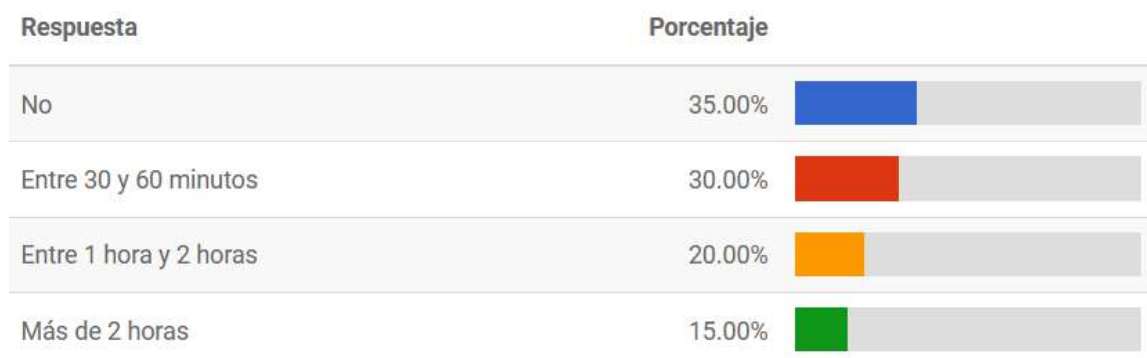 Respuesta Porcentaje
No 35.00%
Entre 30 y 60 minutos 30.00%
Entre 1 hora y 2 horas 20.00%
Más de 2 horas 15.00%